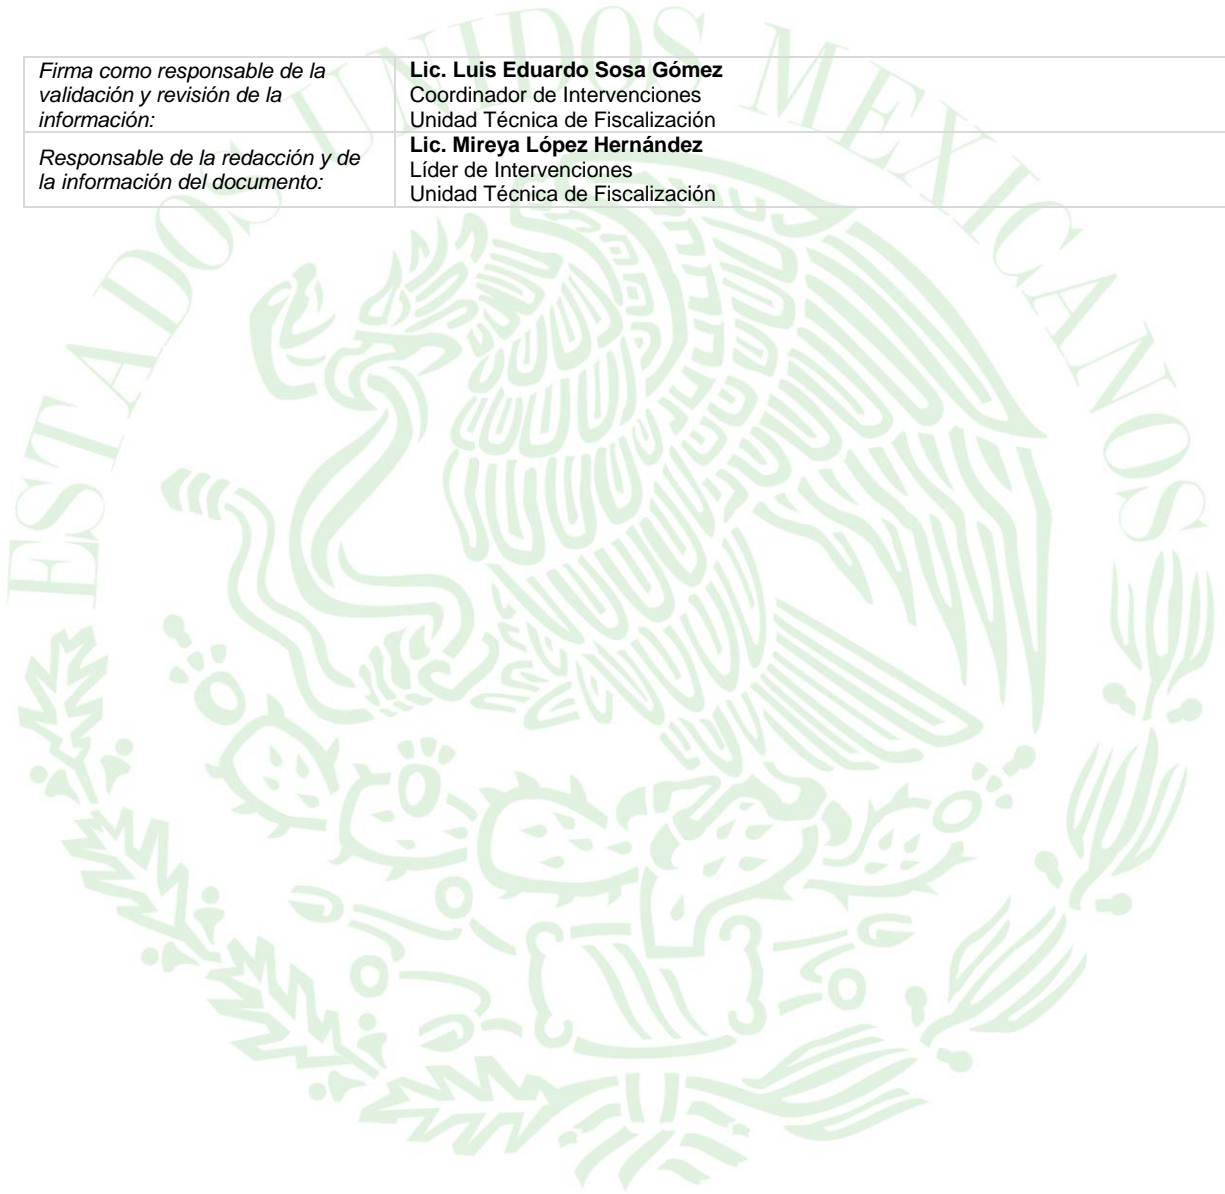 ESTADOS UNIDOS MEXICANOS
Firma como responsable de la
validación y revisión de la
información:
Lic. Luis Eduardo Sosa Gómez
Coordinador de Intervenciones
Unidad Técnica de Fiscalización
Responsable de la redacción y de
la información del documento:
Lic. Mireya López Hernández
Líder de Intervenciones
Unidad Técnica de Fiscalización